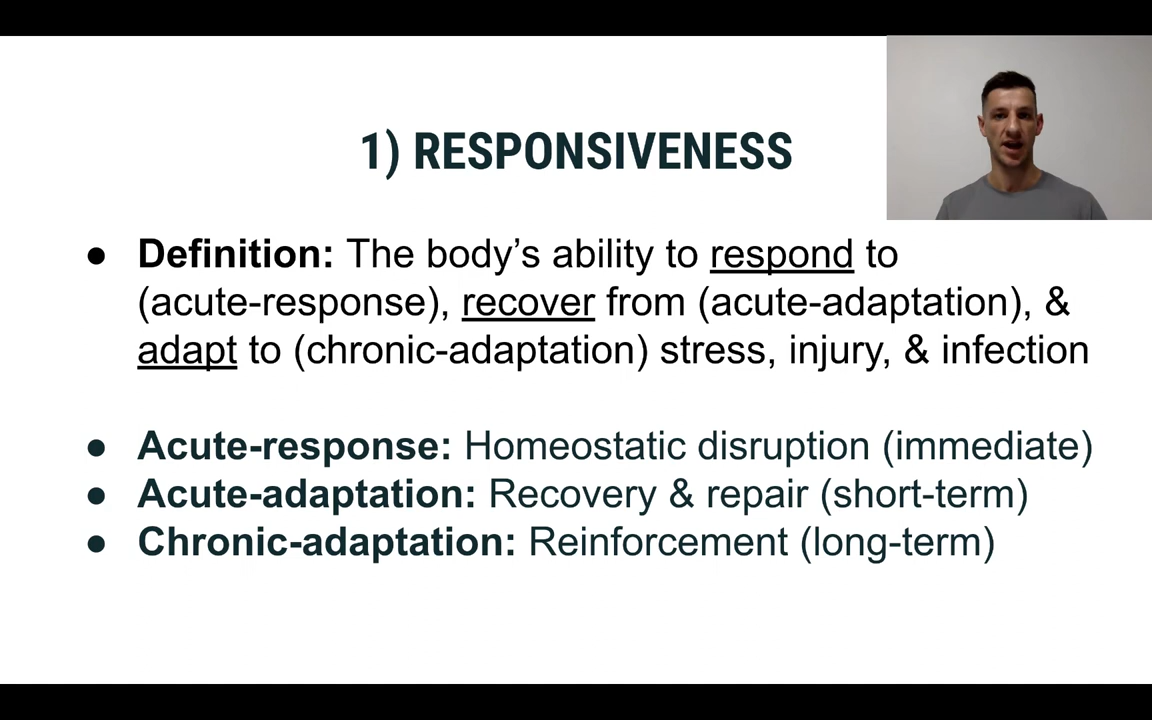 1) RESPONSIVENESS
● Definition: The body’s ability to respond to
(acute-response), recover from (acute-adaptation), &
adapt to (chronic-adaptation) stress, injury, & infection
● Acute-response: Homeostatic disruption (immediate)
● Acute-adaptation: Recovery & repair (short-term)
● Chronic-adaptation: Reinforcement (long-term)